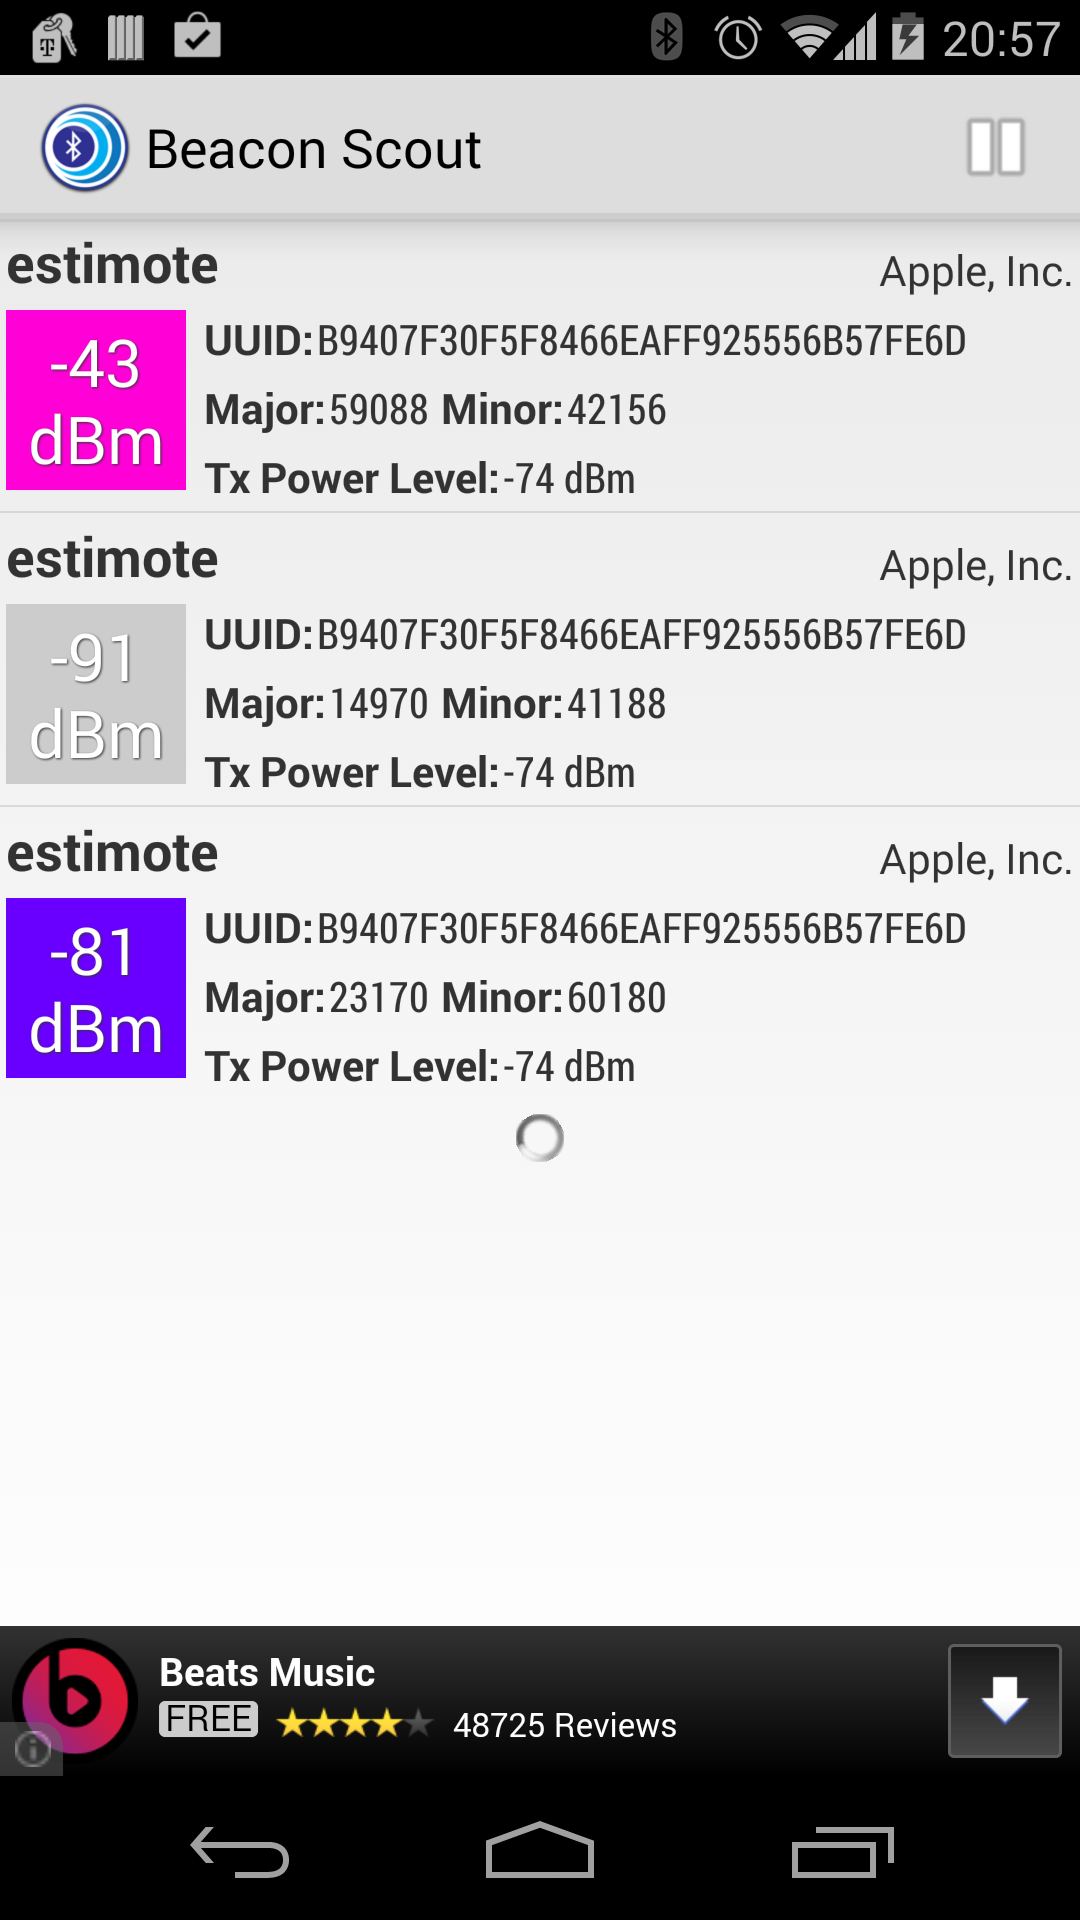 20:57
Beacon Scout
estimote Apple, Inc.
-43 dBm
UUID:B9407F30F5F8466EAFF925556B57FE6D
Major:59088 Minor:42156
Tx Power Level:-74 dBm
estimote Apple, Inc.
-91 dBm
UUID:B9407F30F5F8466EAFF925556B57FE6D
Major:14970 Minor:41188
Tx Power Level:-74 dBm
estimote Apple, Inc.
-81 dBm
UUID:B9407F30F5F8466EAFF925556B57FE6D
Major:23170 Minor:60180
Tx Power Level:-74 dBm
Beats Music
FREE 48725 Reviews